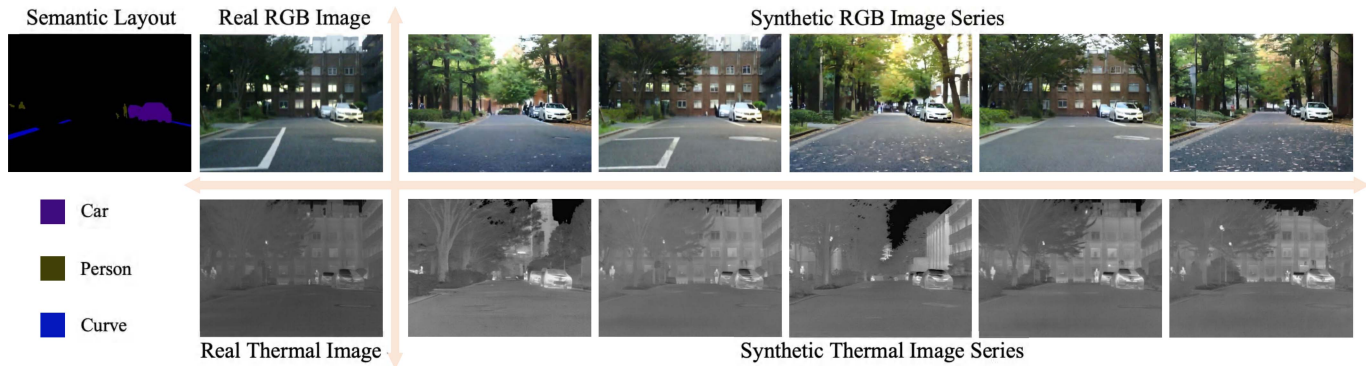 Semantic Layout
Real RGB Image
Synthetic RGB Image Series
Car
Person
Curve
Real Thermal Image
Synthetic Thermal Image Series